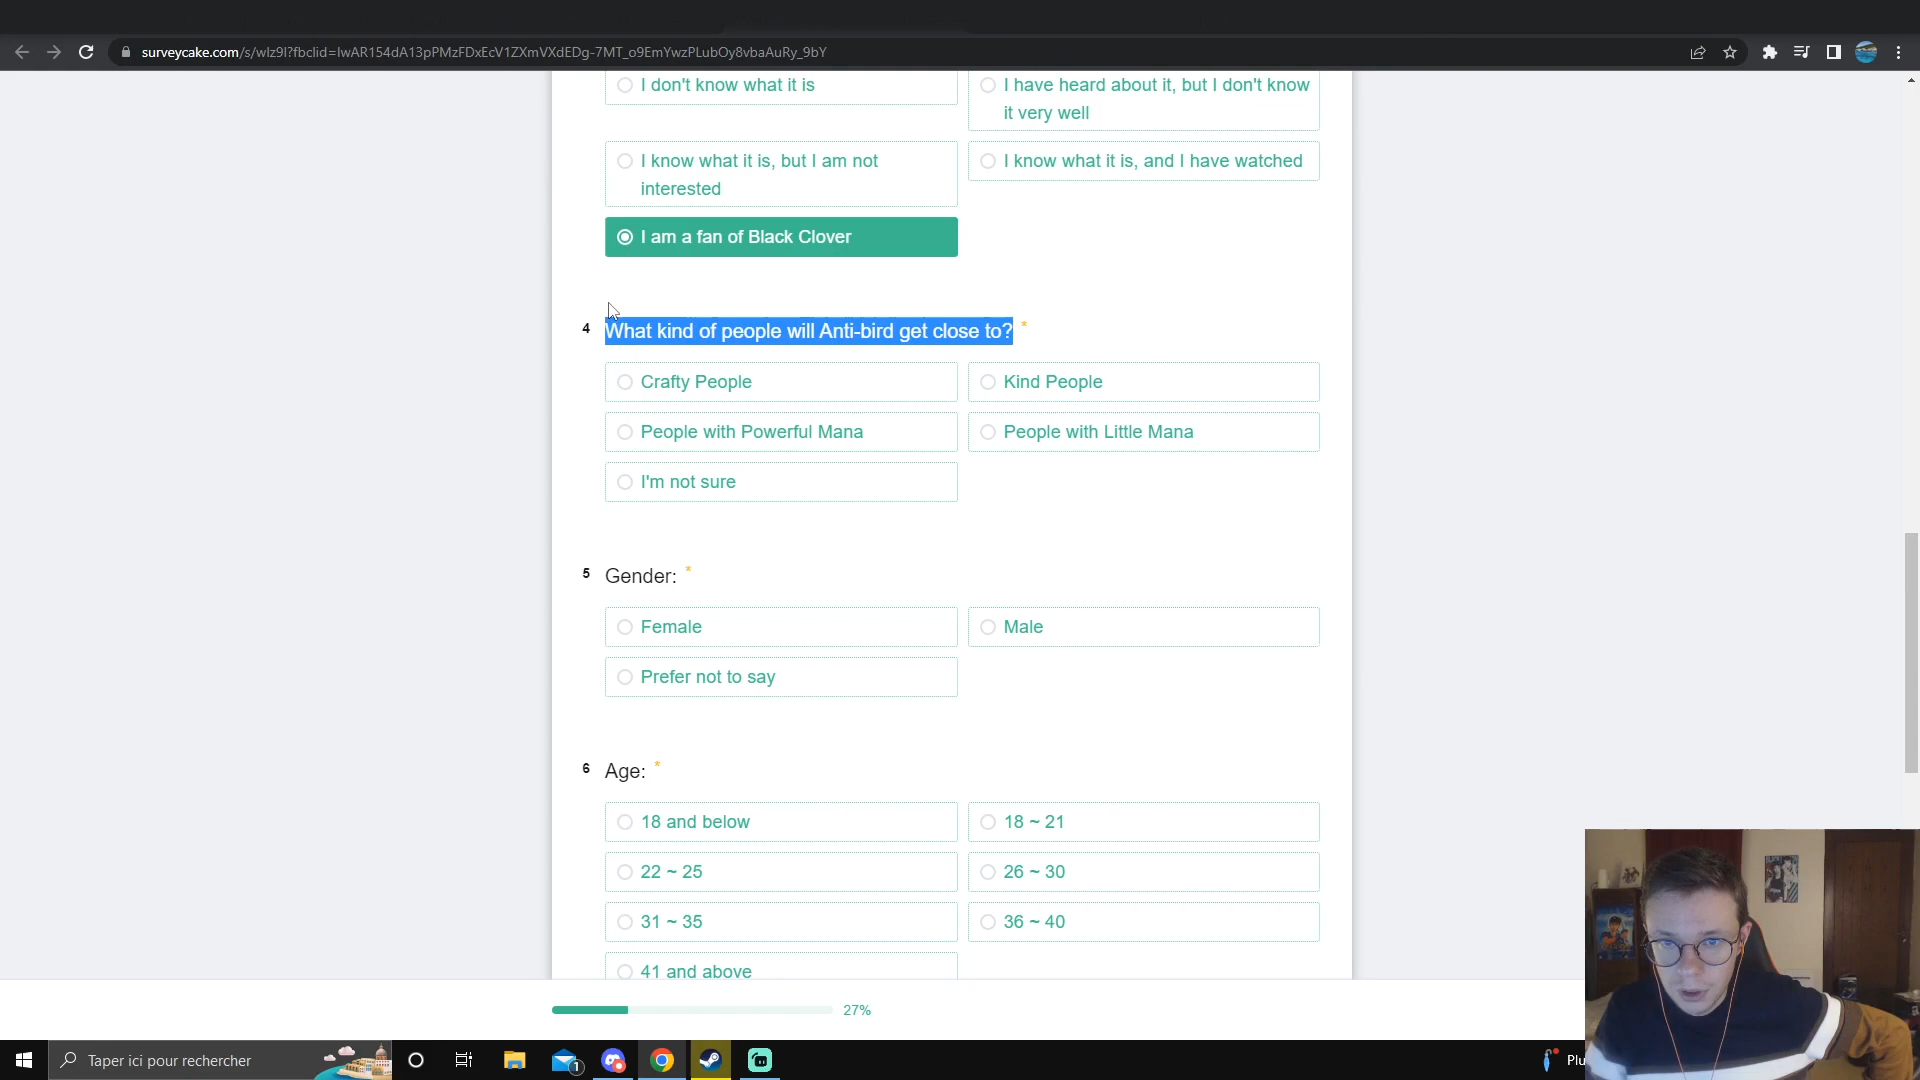 surveycake.com/s/wlz9l?fbclid=IwAR154dA13pPMzFDxEcV1ZXmVXdEDg-7MT_o9EmYwzPLubOy8vbaAuRy_9bY
I don't know what it is
I have heard about it, but I don't know
it very well
I know what it is, but I am not
interested
I know what it is, and I have watched
I am a fan of Black Clover
4 What kind of people will Anti-bird get close to? *
Crafty People
Kind People
People with Powerful Mana
People with Little Mana
I'm not sure
5 Gender: *
Female
Male
Prefer not to say
6 Age: *
18 and below
18 ~ 21
22 ~ 25
26 ~ 30
31 ~ 35
36 ~ 40
41 and above
27%
Taper ici pour rechercher
1
Plu